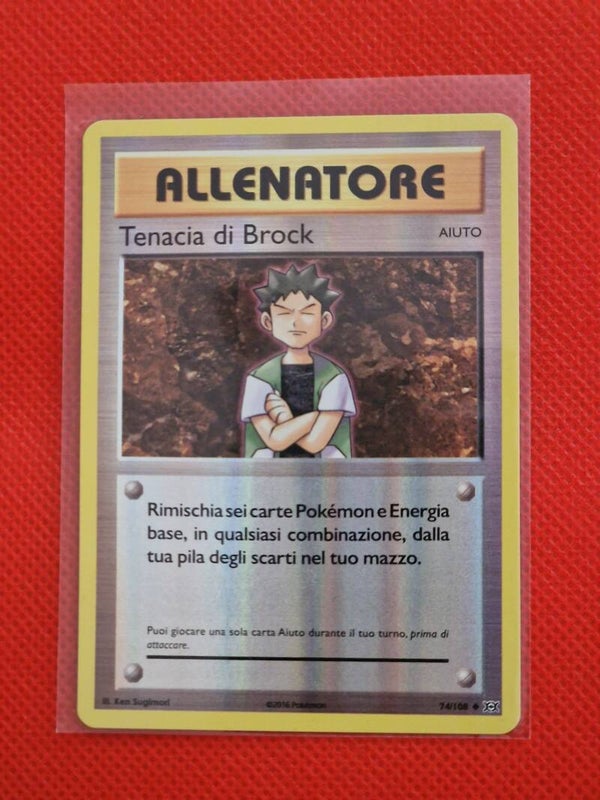 ALLENATORE
Tenacia di Brock
AIUTO
Rimischia sei carte Pokémon e Energia
base, in qualsiasi combinazione, dalla
tua pila degli scarti nel tuo mazzo.
Puoi giocare una sola carta Aiuto durante il tuo turno, prima di
attaccare.
Ill. Ken Sugimori
©2016 Pokémon
74/108